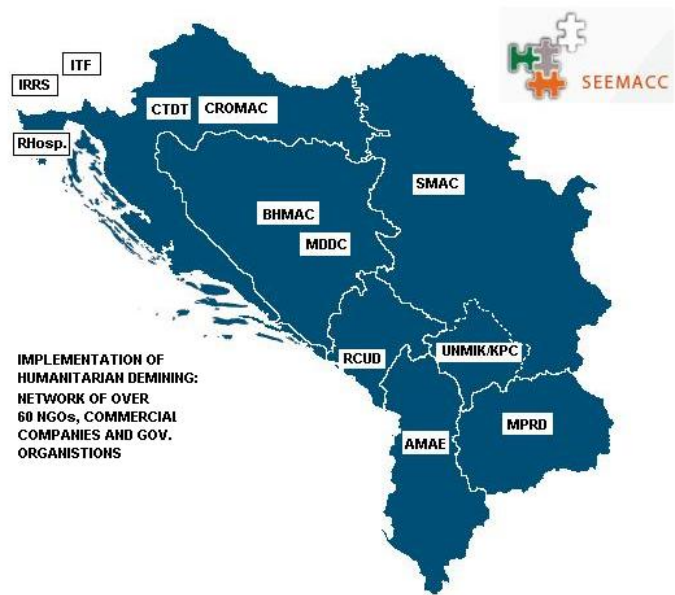 SEEMACC
ITF
IRRS
CTDT
CROMAC
RHosp.
SMAC
BHMAC
MDDC
RCUD
UNMIK/KPC
IMPLEMENTATION OF
HUMANITARIAN DEMINING:
NETWORK OF OVER
60 NGOs, COMMERCIAL
COMPANIES AND GOV.
ORGANISTIONS
AMAE
MPRD